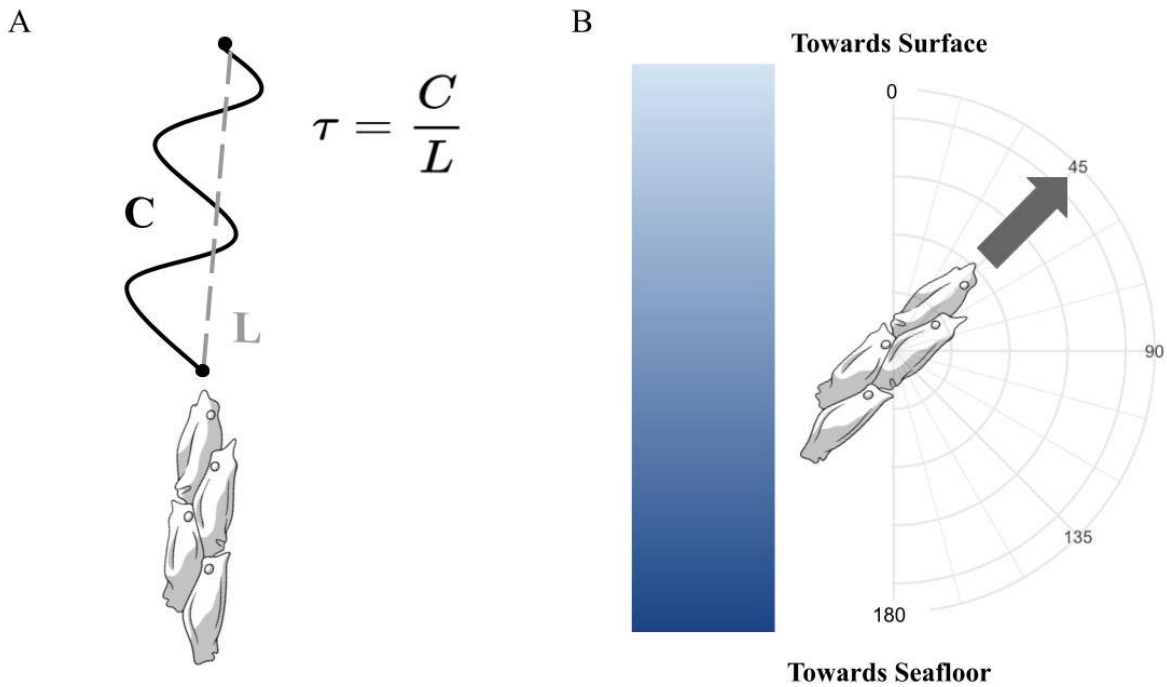 A
τ = C/L
C
L
B
Towards Surface
0
45
90
135
180
Towards Seafloor